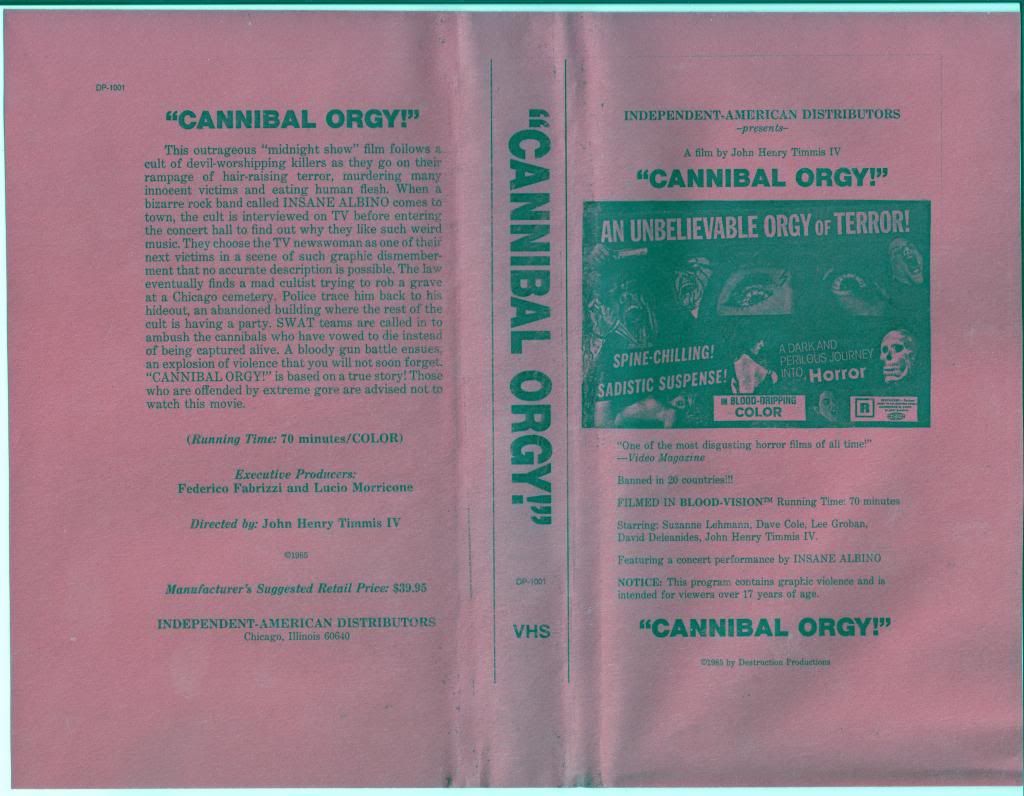 DP-1001
"CANNIBAL ORGY!"
This outrageous "midnight show" film follows a
cult of devil-worshipping killers as they go on their
rampage of hair-raising terror, murdering many
innocent victims and eating human flesh. When a
bizarre rock band called INSANE ALBINO comes to
town, the cult is interviewed on TV before entering
the concert hall to find out why they like such weird
music. They choose the TV newswoman as one of their
next victims in a scene of such graphic dismember-
ment that no accurate description is possible. The law
eventually finds a mad cultist trying to rob a grave
at a Chicago cemetery. Police trace him back to his
hideout, an abandoned building where the rest of the
cult is having a party. SWAT teams are called in to
ambush the cannibals who have vowed to die instead
of being captured alive. A bloody gun battle ensues,
an explosion of violence that you will not soon forget.
"CANNIBAL ORGY!" is based on a true story! Those
who are offended by extreme gore are advised not to
watch this movie.
(Running Time: 70 minutes/COLOR)
Executive Producers:
Federico Fabrizzi and Lucio Morricone
Directed by: John Henry Timmis IV
©1985
Manufacturer's Suggested Retail Price: $39.95
INDEPENDENT-AMERICAN DISTRIBUTORS
Chicago, Illinois 60640
"CANNIBAL ORGY!"
DP-1001
VHS
INDEPENDENT-AMERICAN DISTRIBUTORS
-presents-
A film by John Henry Timmis IV
"CANNIBAL ORGY!"
AN UNBELIEVABLE ORGY OF TERROR!
SPINE-CHILLING!
SADISTIC SUSPENSE!
A DARK AND
PERILOUS JOURNEY
INTO Horror
IN BLOOD-DRIPPING
COLOR
R
"One of the most disgusting horror films of all time!"
—Video Magazine
Banned in 20 countries!!!
FILMED IN BLOOD-VISION™ Running Time: 70 minutes
Starring: Suzanne Lehmann, Dave Cole, Lee Groban,
David Deleanides, John Henry Timmis IV.
Featuring a concert performance by INSANE ALBINO
NOTICE: This program contains graphic violence and is
intended for viewers over 17 years of age.
"CANNIBAL ORGY!"
©1985 by Destruction Productions